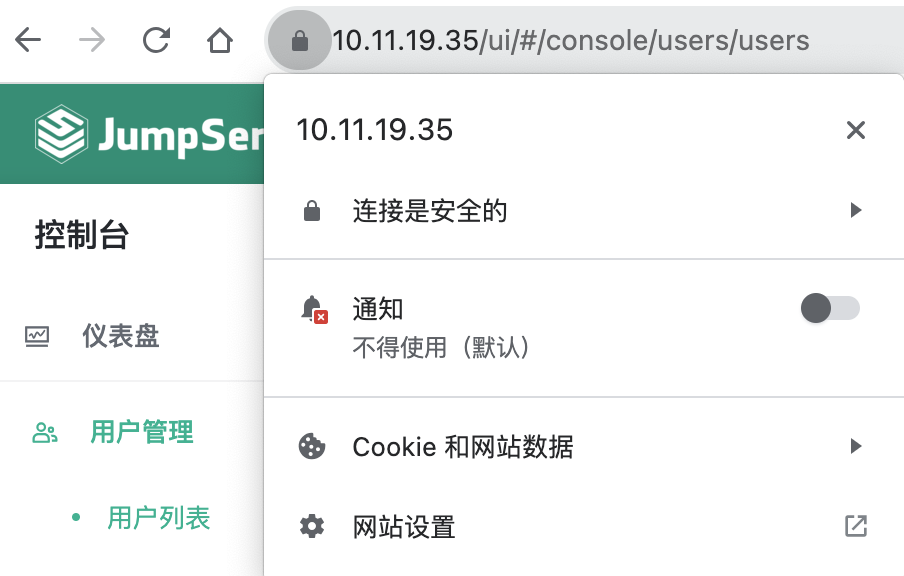 10.11.19.35/ui/#/console/users/users
JumpSer
10.11.19.35
连接是安全的
控制台
通知
不得使用（默认）
仪表盘
用户管理
Cookie 和网站数据
用户列表
网站设置